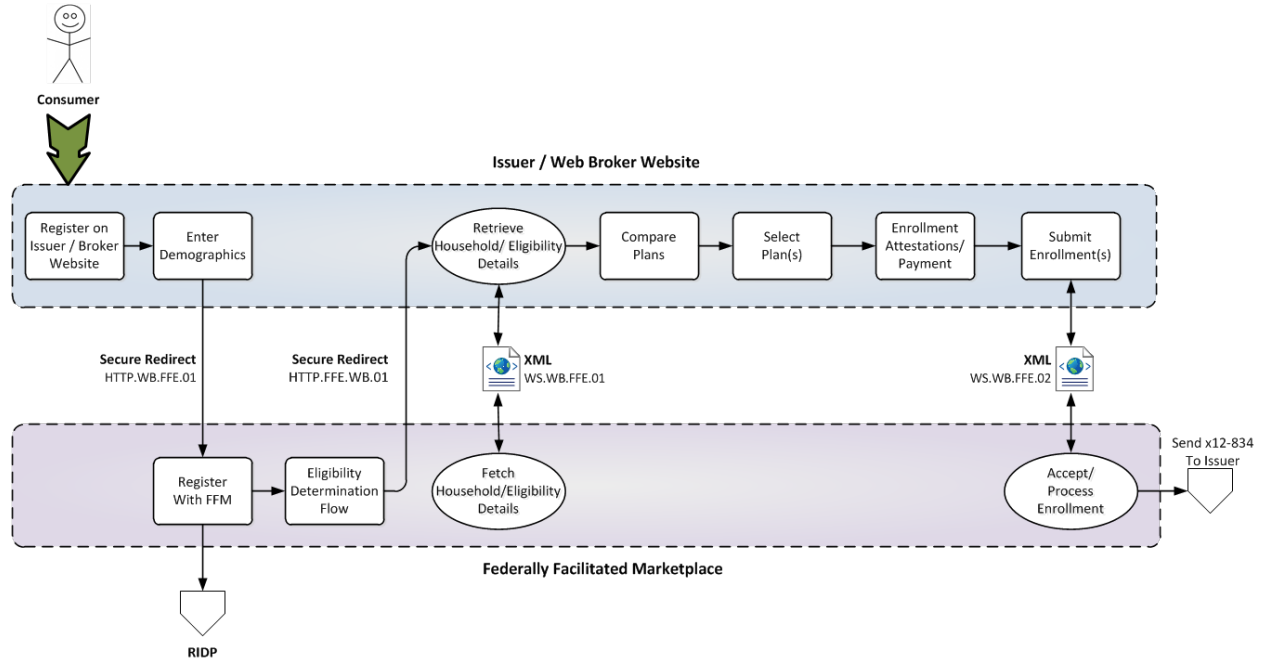 Consumer
Issuer / Web Broker Website
Register on
Issuer / Broker
Website
Enter
Demographics
Retrieve
Household/ Eligibility
Details
Compare
Plans
Select
Plan(s)
Enrollment
Attestations/
Payment
Submit
Enrollment(s)
Secure Redirect
HTTP.WB.FFE.01
Secure Redirect
HTTP.FFE.WB.01
XML
WS.WB.FFE.01
XML
WS.WB.FFE.02
Register
With FFM
Eligibility
Determination
Flow
Fetch
Household/Eligibility
Details
Accept/
Process
Enrollment
Send x12-834
To Issuer
Federally Facilitated Marketplace
RIDP